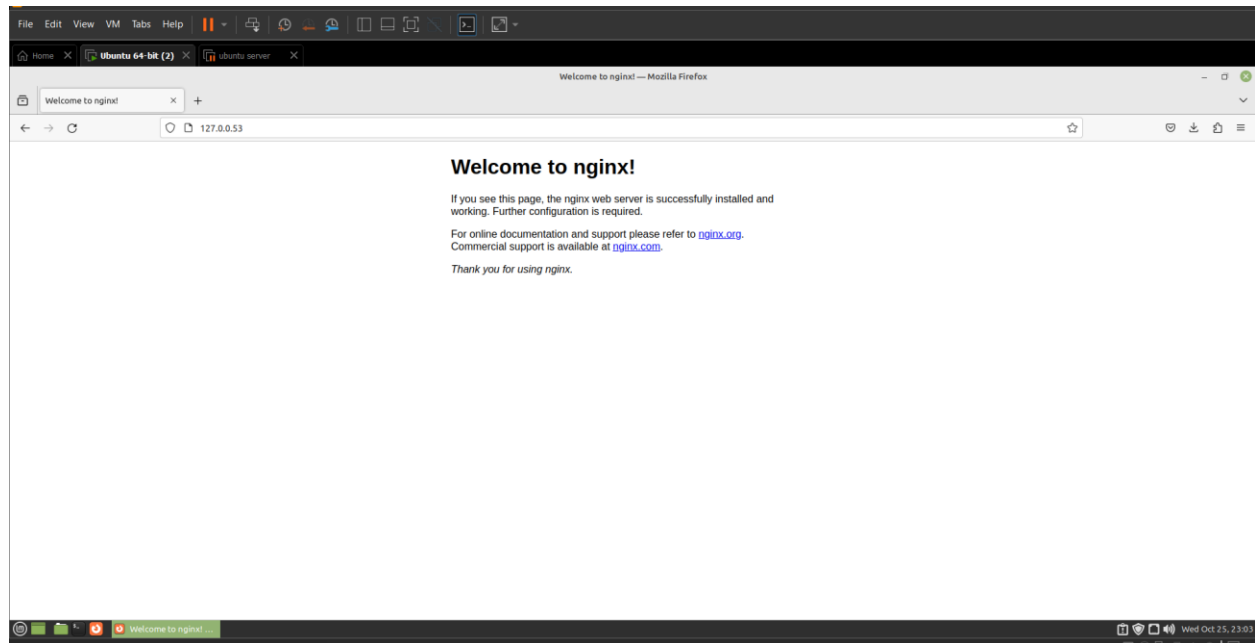 File Edit View VM Tabs Help
Home Ubuntu 64-bit (2) ubuntu server
Welcome to nginx! — Mozilla Firefox
Welcome to nginx!
127.0.0.53
Welcome to nginx!
If you see this page, the nginx web server is successfully installed and
working. Further configuration is required.
For online documentation and support please refer to nginx.org.
Commercial support is available at nginx.com.
Thank you for using nginx.
Welcome to nginx! ...
Wed Oct 25, 23:03